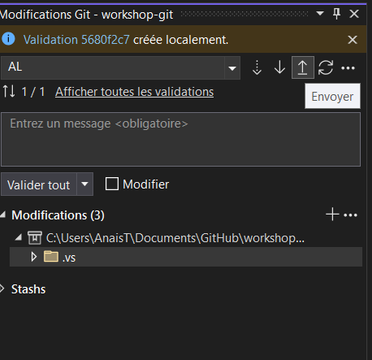 Modifications Git - workshop-git
Validation 5680f2c7 créée localement.
AL
1 / 1 Afficher toutes les validations
Envoyer
Entrez un message <obligatoire>
Valider tout Modifier
Modifications (3)
C:\Users\AnaisT\Documents\GitHub\workshop...
.vs
Stashs